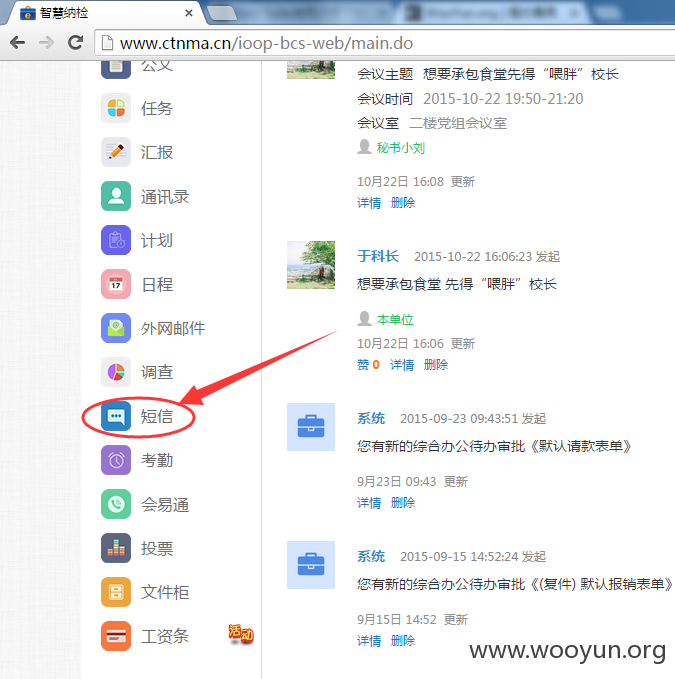 智慧纳检
www.ctnma.cn/ioop-bcs-web/main.do
公文
任务
汇报
通讯录
计划
日程
17
外网邮件
调查
短信
考勤
会易通
投票
文件柜
工资条
活动
会议主题 想要承包食堂先得“喂胖”校长
会议时间 2015-10-22 19:50-21:20
会议室 二楼党组会议室
秘书小刘
10月22日 16:08 更新
详情 删除
于科长 2015-10-22 16:06:23 发起
想要承包食堂 先得“喂胖”校长
本单位
10月22日 16:06 更新
赞 0 详情 删除
系统 2015-09-23 09:43:51 发起
您有新的综合办公待办审批《默认请款表单》
9月23日 09:43 更新
详情 删除
系统 2015-09-15 14:52:24 发起
您有新的综合办公待办审批《(复件) 默认报销表单》
9月15日 14:52 更新
详情 删除
www.wooyun.org